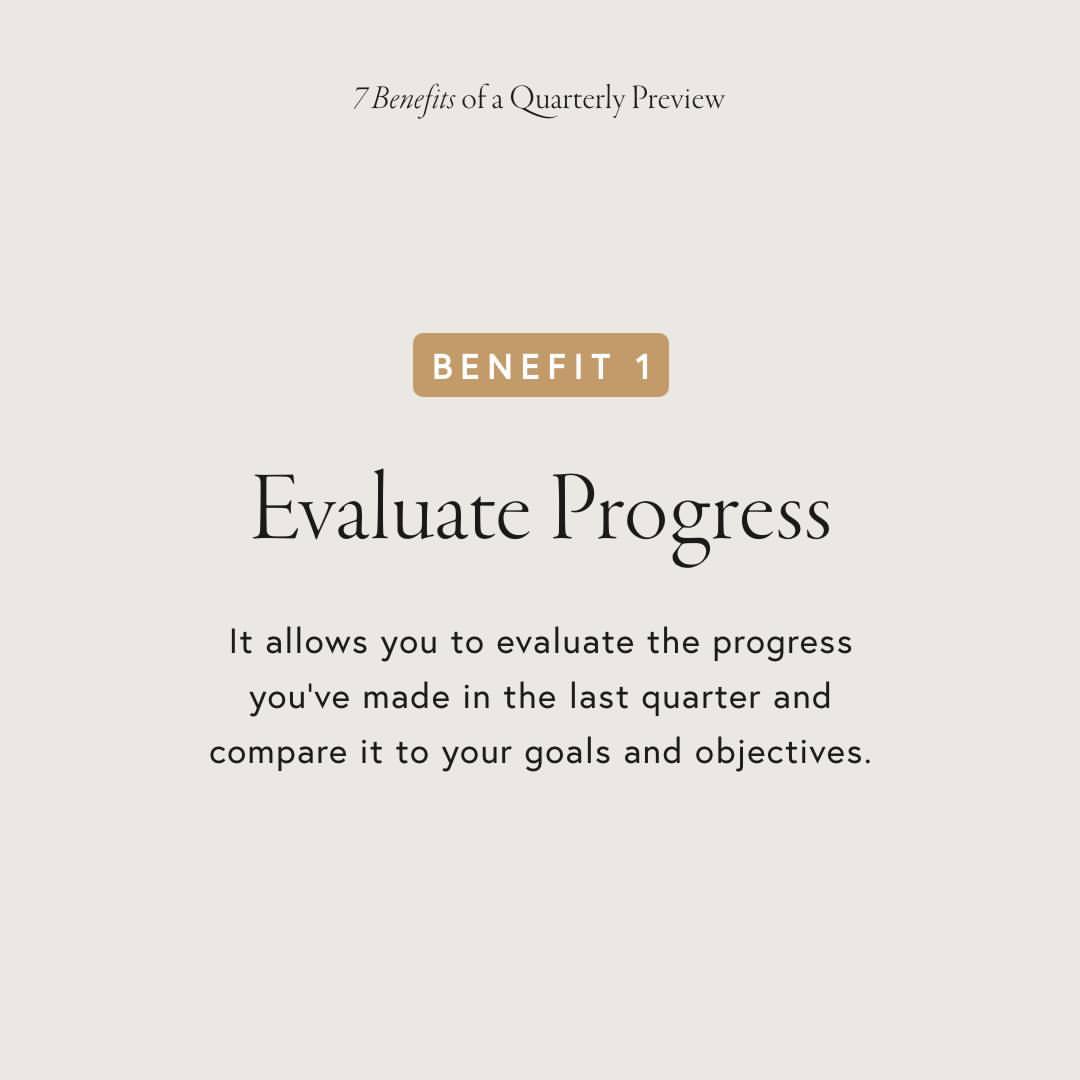 7 Benefits of a Quarterly Preview
BENEFIT 1
Evaluate Progress
It allows you to evaluate the progress
you've made in the last quarter and
compare it to your goals and objectives.